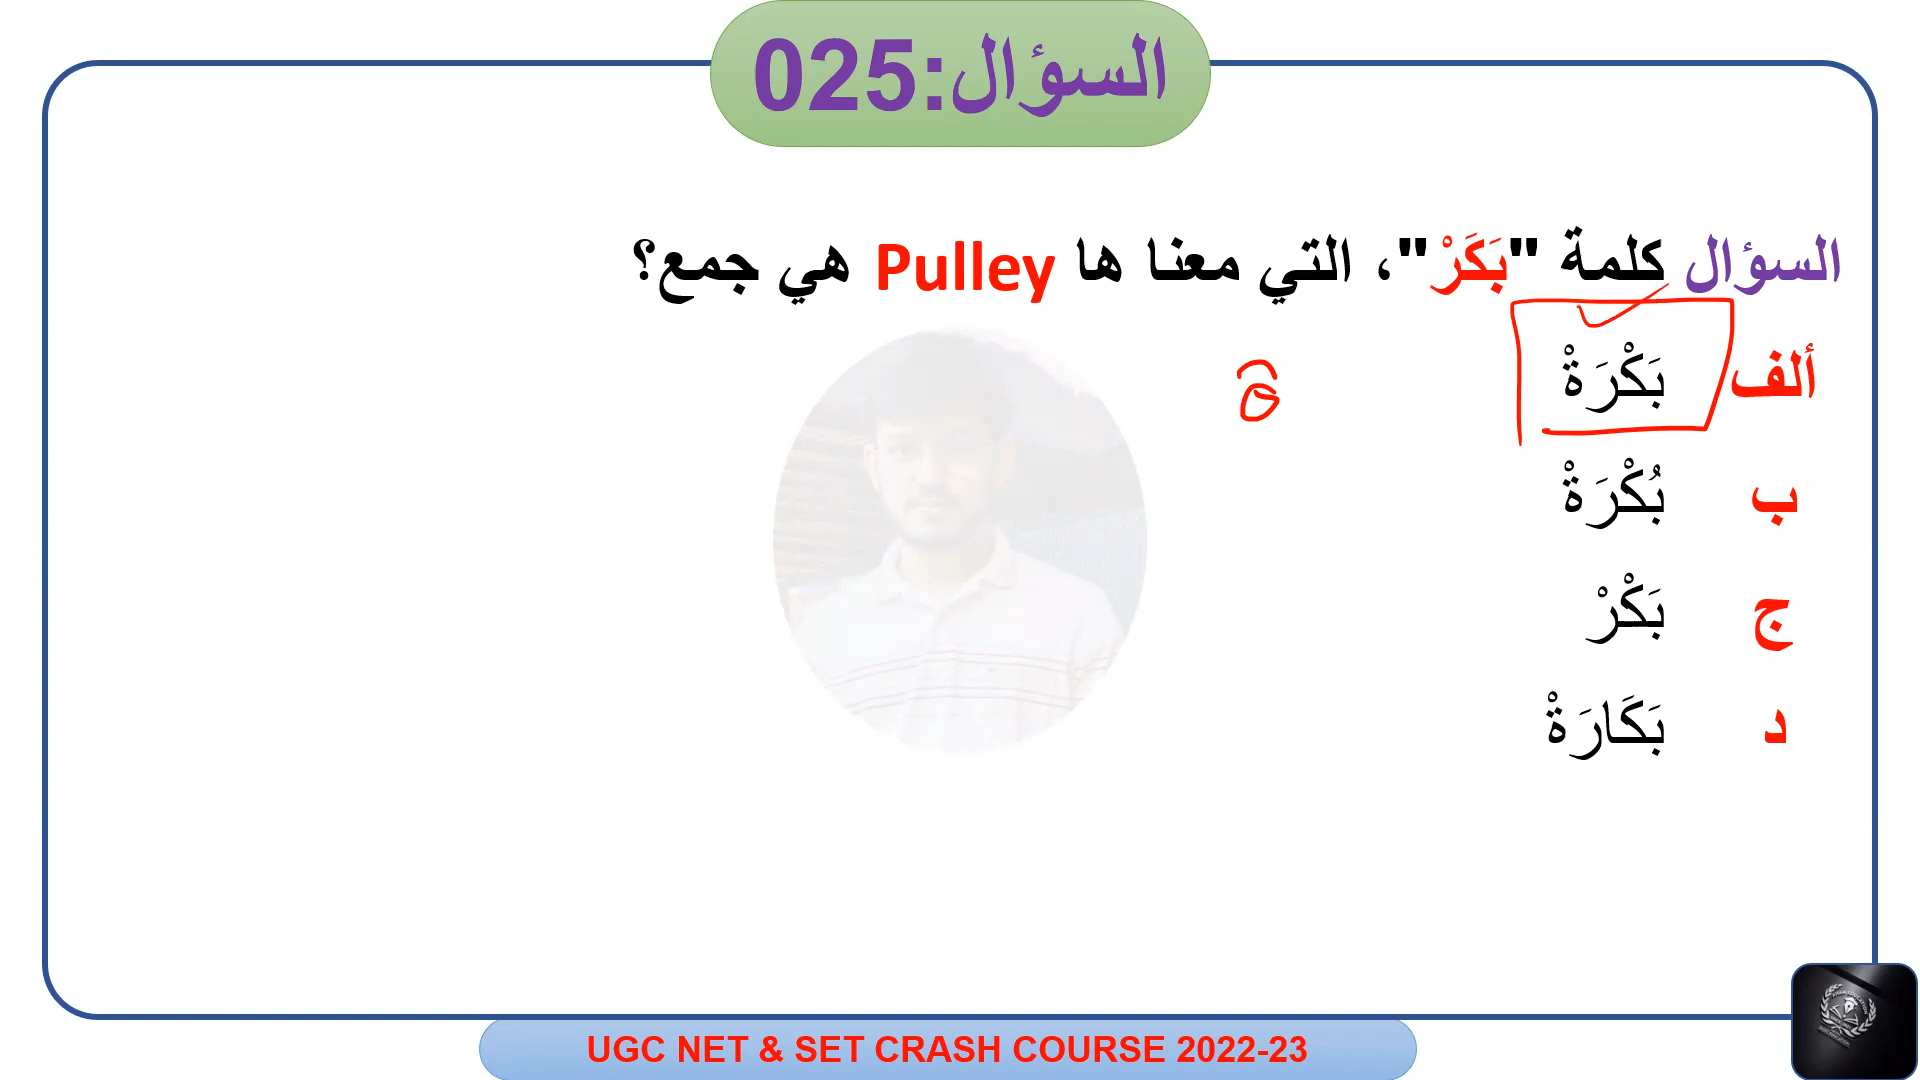 السؤال:025
السؤال كلمة "بَكَرْ"، التي معنا ها Pulley هي جمع؟
ألف بَكْرَةْ
ب بُكْرَةْ
ج بَكْرْ
د بَكَارَةْ
UGC NET & SET CRASH COURSE 2022-23